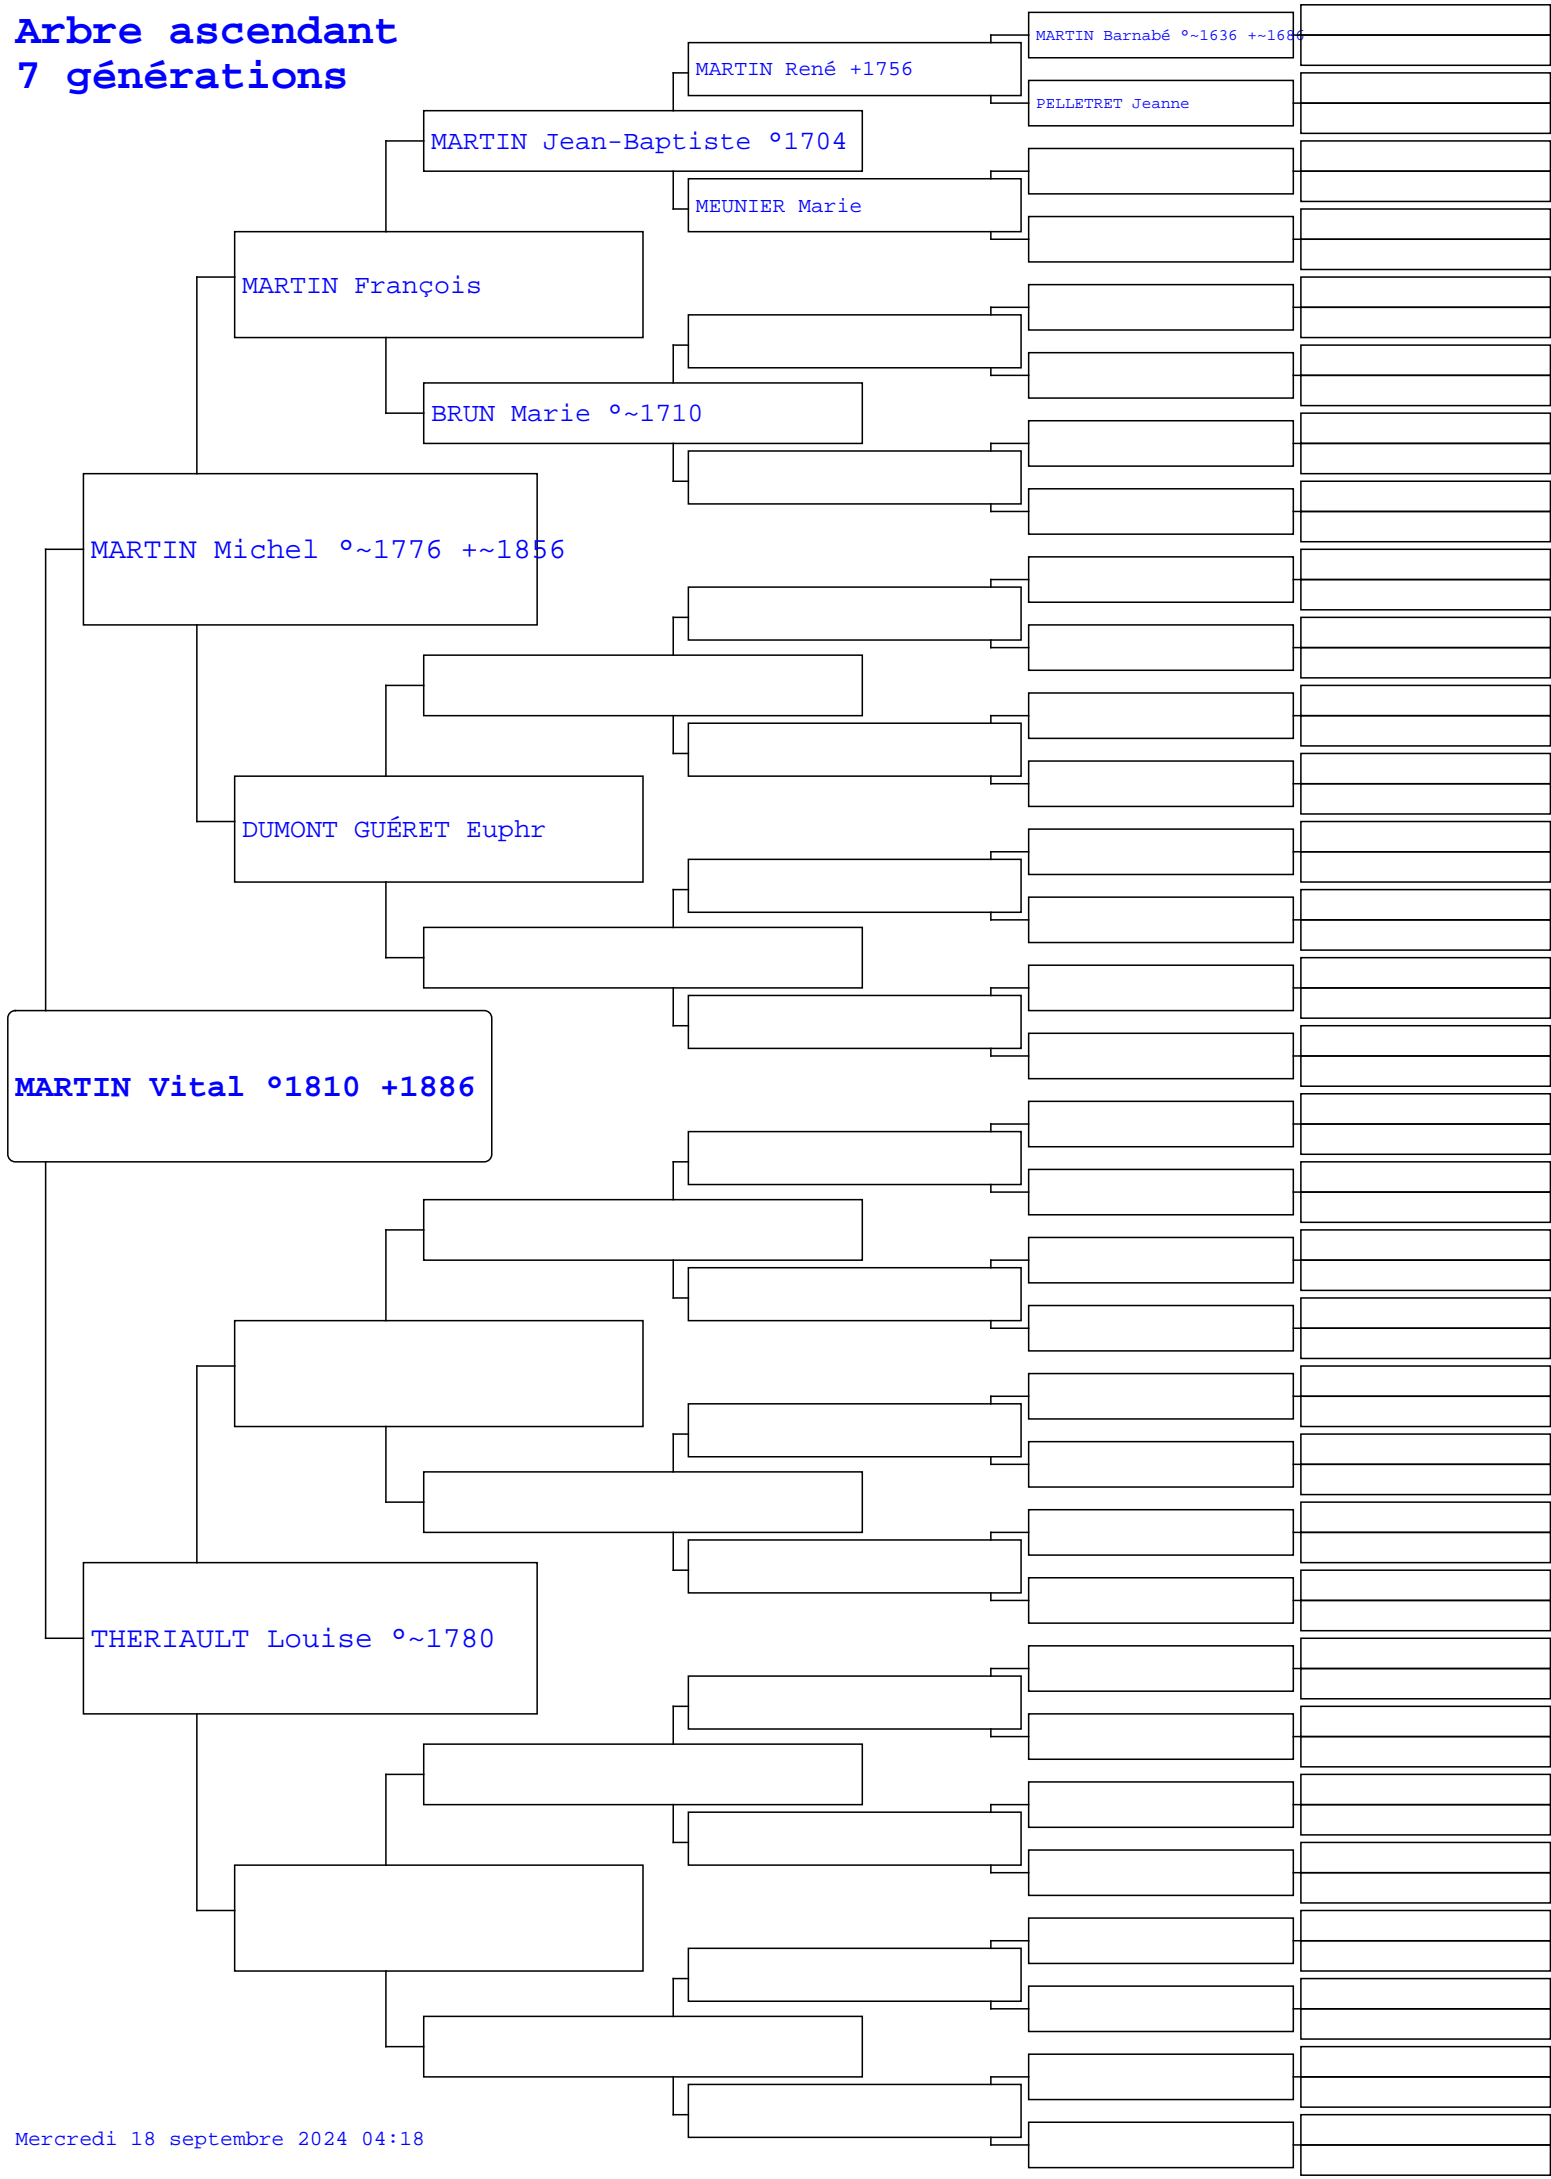 Arbre ascendant
7 générations
MARTIN Barnabé °~1636 +~1686
MARTIN René +1756
PELLETRET Jeanne
MARTIN Jean-Baptiste °1704
MEUNIER Marie
MARTIN François
BRUN Marie °~1710
MARTIN Michel °~1776 +~1856
DUMONT GUÉRET Euphr
MARTIN Vital °1810 +1886
THERIAULT Louise °~1780
Mercredi 18 septembre 2024 04:18